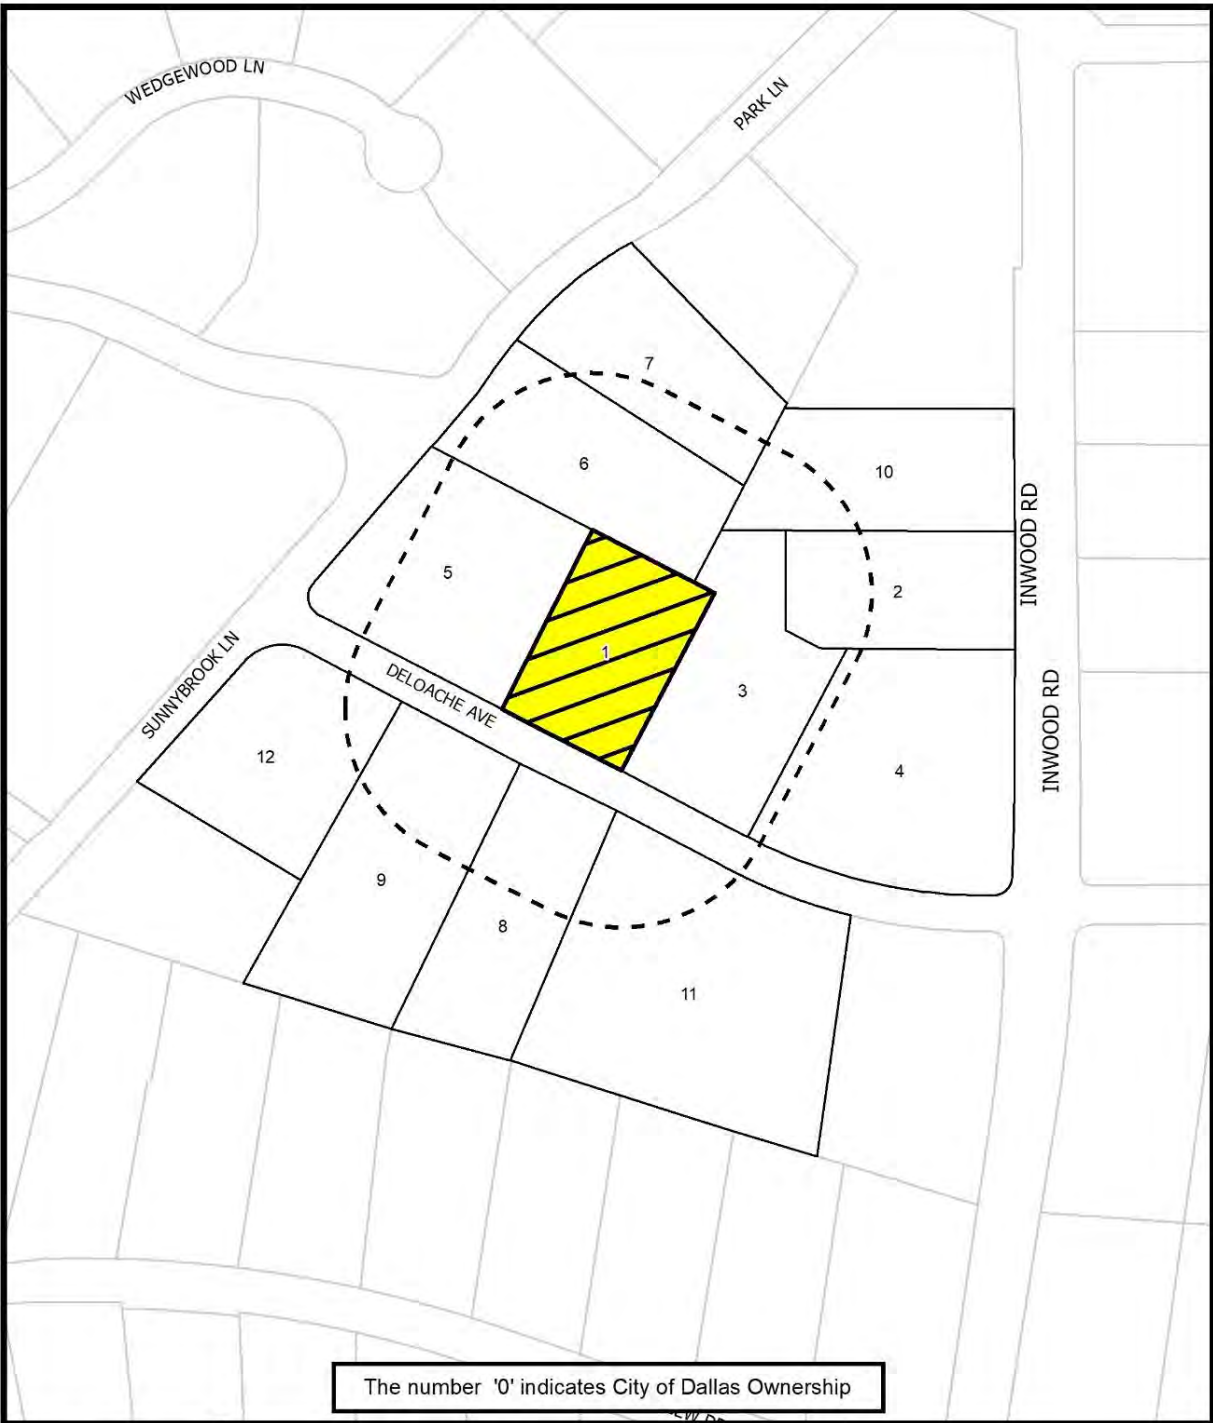 WEDGEWOOD LN
PARK LN
7
6
10
INWOOD RD
5
2
1
SUNNYBROOK LN
DELOACHE AVE
3
INWOOD RD
12
4
9
8
11
The number '0' indicates City of Dallas Ownership